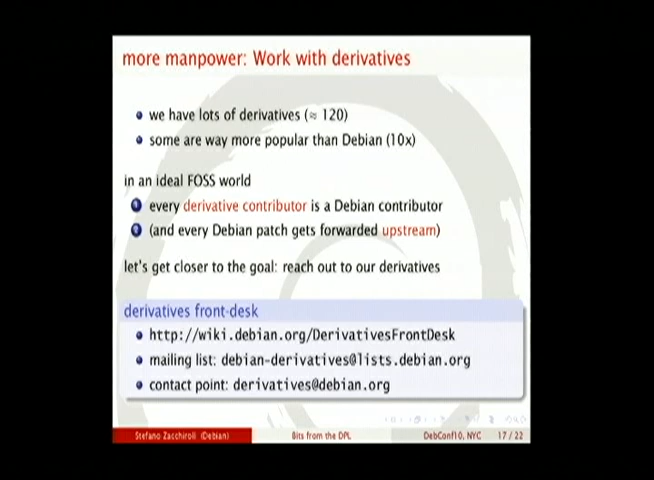 more manpower: Work with derivatives
we have lots of derivatives (≈ 120)
some are way more popular than Debian (10x)
in an ideal FOSS world
1 every derivative contributor is a Debian contributor
2 (and every Debian patch gets forwarded upstream)
let's get closer to the goal: reach out to our derivatives
derivatives front-desk
http://wiki.debian.org/DerivativesFrontDesk
mailing list: debian-derivatives@lists.debian.org
contact point: derivatives@debian.org
Stefano Zacchiroli (Debian) Bits from the DPL DebConf10, NYC 17 / 22